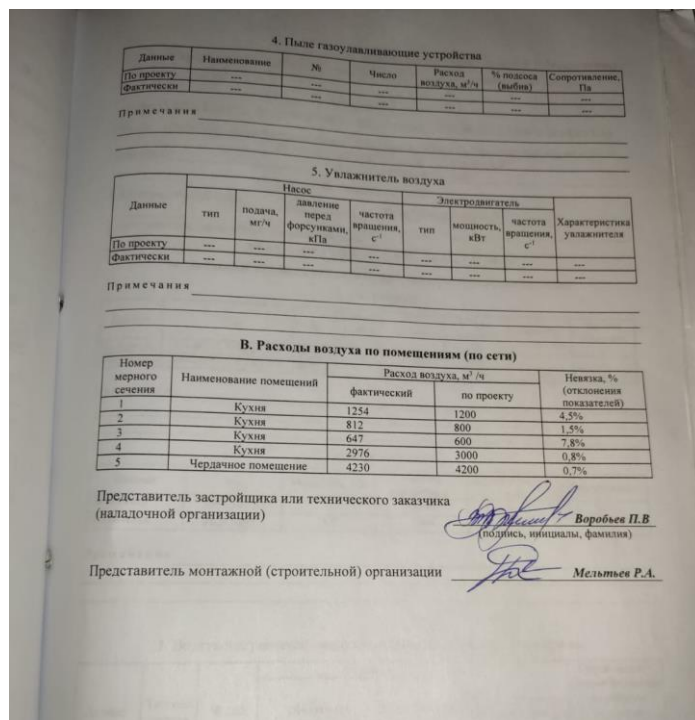 4. Пыле газоулавливающие устройства
Данные Наименование № Число Расход воздуха, м³/ч % подсоса (выбив) Сопротивление, Па
По проекту --- --- --- --- --- ---
Фактически --- --- --- --- --- ---
Примечания
5. Увлажнитель воздуха
Данные Насос Электродвигатель Характеристика увлажнителя
тип подача, мг/ч давление перед форсунками, кПа частота вращения, с⁻¹ тип мощность, кВт частота вращения, с⁻¹
По проекту --- --- --- --- --- --- --- ---
Фактически --- --- --- --- --- --- --- ---
Примечания
В. Расходы воздуха по помещениям (по сети)
Номер мерного сечения Наименование помещений Расход воздуха, м³ /ч Невязка, % (отклонения показателей)
фактический по проекту
1 Кухня 1254 1200 4,5%
2 Кухня 812 800 1,5%
3 Кухня 647 600 7,8%
4 Кухня 2976 3000 0,8%
5 Чердачное помещение 4230 4200 0,7%
Представитель застройщика или технического заказчика
(наладочной организации) Воробьев П.В
(подпись, инициалы, фамилия)
Представитель монтажной (строительной) организации Мельтьев Р.А.